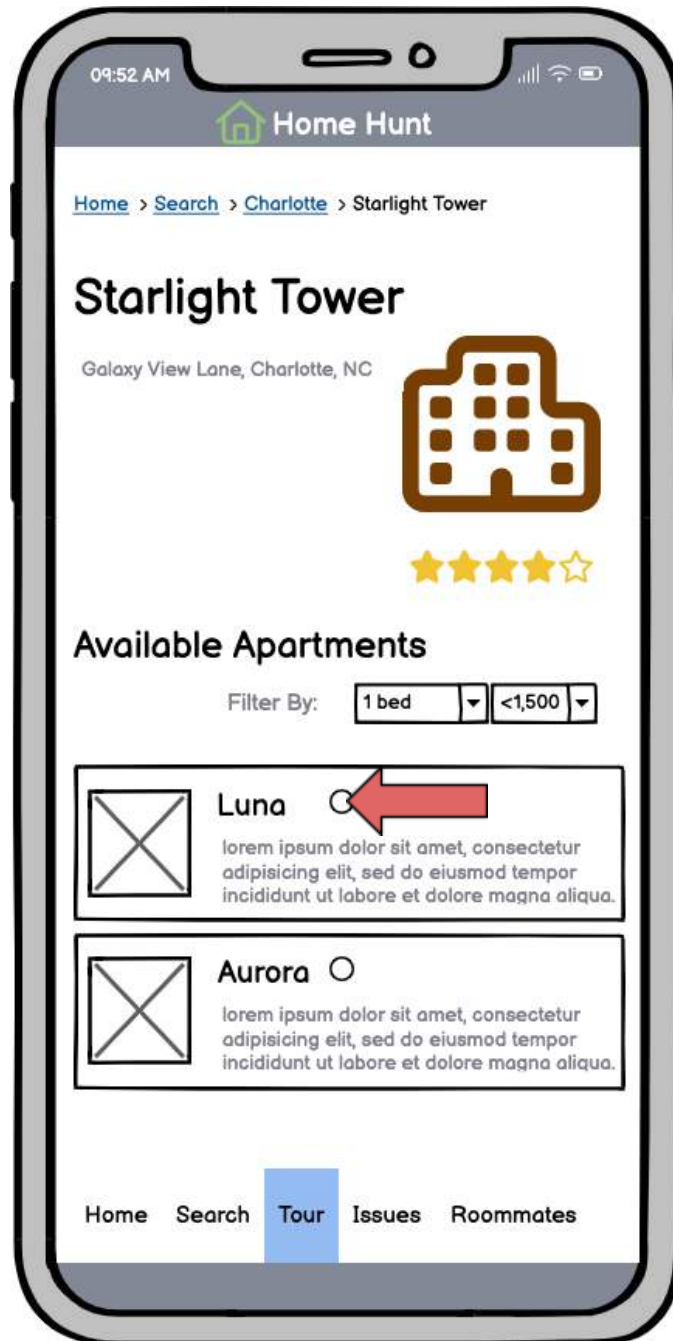 09:52 AM
Home Hunt
Home > Search > Charlotte > Starlight Tower
Starlight Tower
Galaxy View Lane, Charlotte, NC
Available Apartments
Filter By: 1 bed <1,500
Luna
lorem ipsum dolor sit amet, consectetur
adipisicing elit, sed do eiusmod tempor
incididunt ut labore et dolore magna aliqua.
Aurora
lorem ipsum dolor sit amet, consectetur
adipisicing elit, sed do eiusmod tempor
incididunt ut labore et dolore magna aliqua.
Home Search Tour Issues Roommates